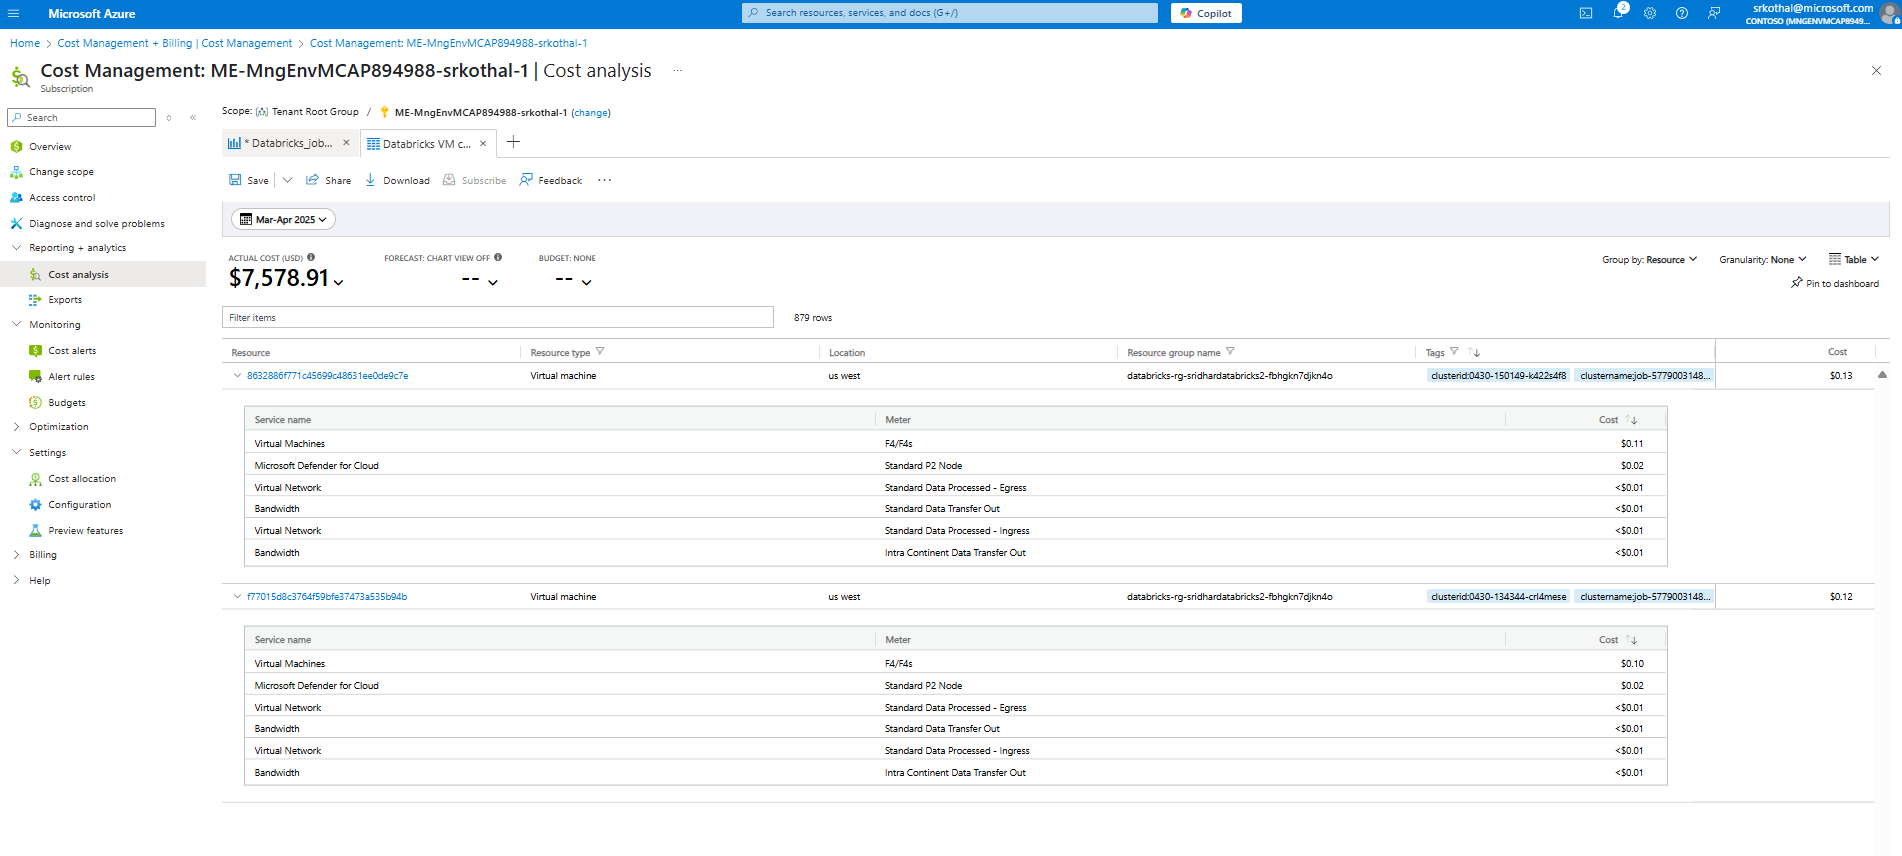 Microsoft Azure
Search resources, services, and docs (G+/)
Copilot
2
srkothal@microsoft.com
CONTOSO (MNGENVMCAP8949...
Home > Cost Management + Billing | Cost Management > Cost Management: ME-MngEnvMCAP894988-srkothal-1
Cost Management: ME-MngEnvMCAP894988-srkothal-1 | Cost analysis ...
Subscription
Search
Overview
Change scope
Access control
Diagnose and solve problems
Reporting + analytics
Cost analysis
Exports
Monitoring
Cost alerts
Alert rules
Budgets
Optimization
Settings
Cost allocation
Configuration
Preview features
Billing
Help
Scope: Tenant Root Group / ME-MngEnvMCAP894988-srkothal-1 (change)
* Databricks_job...
Databricks VM c...
Save
Share
Download
Subscribe
Feedback
...
Mar-Apr 2025
ACTUAL COST (USD)
$7,578.91
FORECAST: CHART VIEW OFF
--
BUDGET: NONE
--
Group by: Resource
Granularity: None
Table
Pin to dashboard
Filter items
879 rows
Resource Resource type Location Resource group name Tags Cost
8632886f771c45699c48631ee0de9c7e Virtual machine us west databricks-rg-sridhardatabricks2-fbhgkn7djkn4o clusterid:0430-150149-k422s4f8 clustername:job-5779003148... $0.13
Service name Meter Cost
Virtual Machines F4/F4s $0.11
Microsoft Defender for Cloud Standard P2 Node $0.02
Virtual Network Standard Data Processed - Egress <$0.01
Bandwidth Standard Data Transfer Out <$0.01
Virtual Network Standard Data Processed - Ingress <$0.01
Bandwidth Intra Continent Data Transfer Out <$0.01
f77015d8c3764f59bfe37473a535b94b Virtual machine us west databricks-rg-sridhardatabricks2-fbhgkn7djkn4o clusterid:0430-134344-crl4mese clustername:job-5779003148... $0.12
Service name Meter Cost
Virtual Machines F4/F4s $0.10
Microsoft Defender for Cloud Standard P2 Node $0.02
Virtual Network Standard Data Processed - Egress <$0.01
Bandwidth Standard Data Transfer Out <$0.01
Virtual Network Standard Data Processed - Ingress <$0.01
Bandwidth Intra Continent Data Transfer Out <$0.01